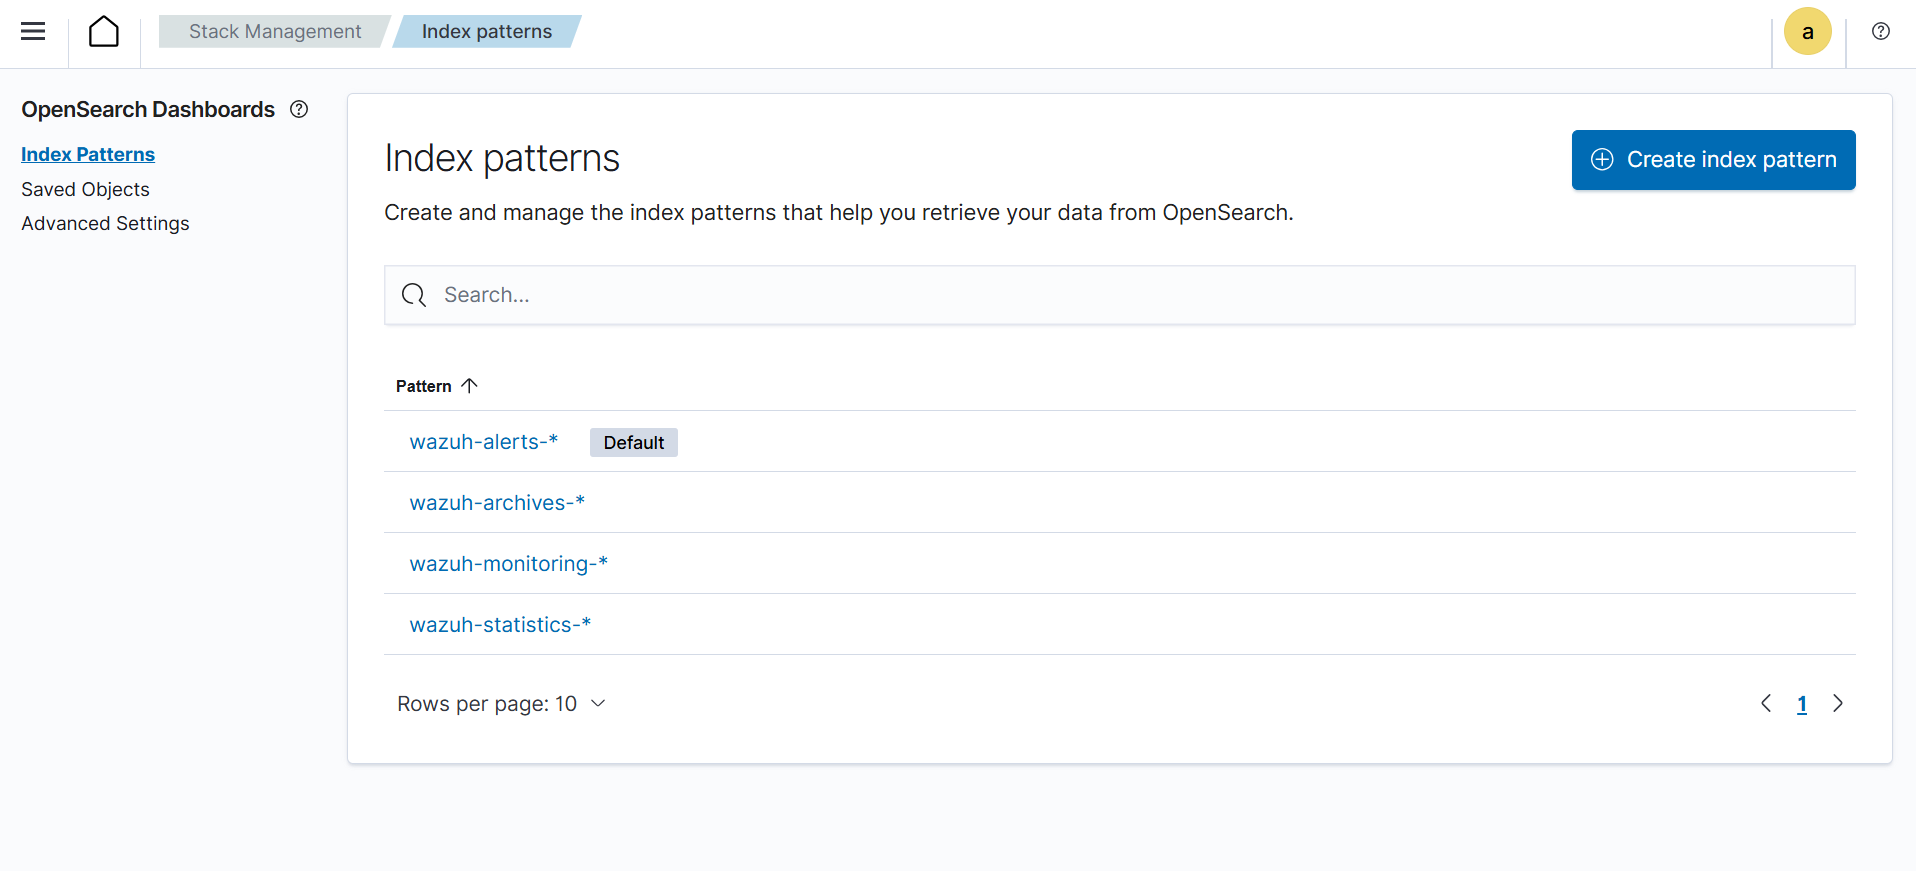 Stack Management
Index patterns
a
OpenSearch Dashboards
Index Patterns
Saved Objects
Advanced Settings
Index patterns
Create index pattern
Create and manage the index patterns that help you retrieve your data from OpenSearch.
Search...
Pattern
wazuh-alerts-* Default
wazuh-archives-*
wazuh-monitoring-*
wazuh-statistics-*
Rows per page: 10
1